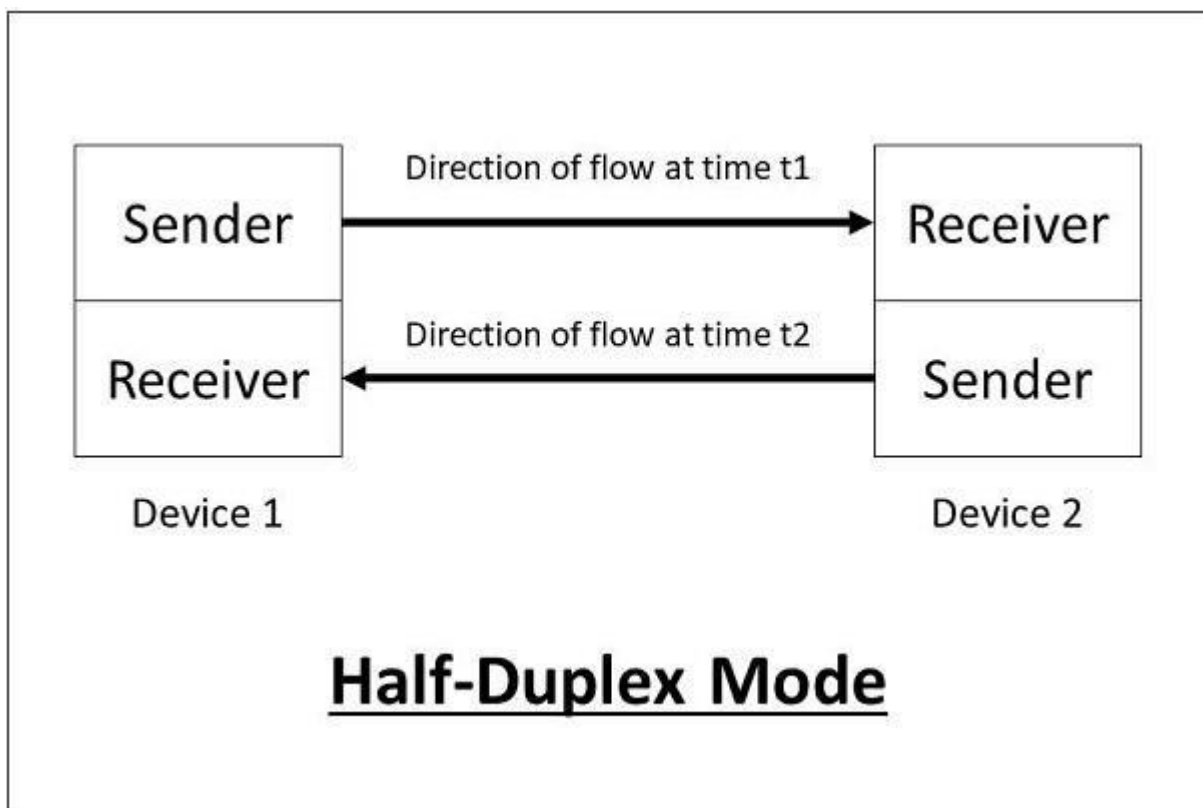 Direction of flow at time t1
Sender
Receiver
Direction of flow at time t2
Receiver
Sender
Device 1
Device 2
Half-Duplex Mode